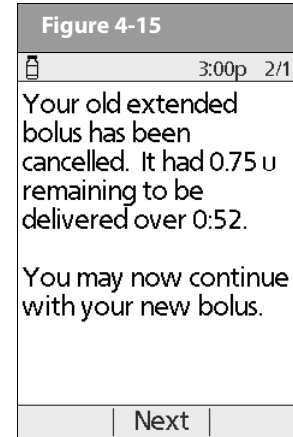 Figure 4-15
3:00p 2/1
Your old extended
bolus has been
cancelled. It had 0.75 u
remaining to be
delivered over 0:52.
You may now continue
with your new bolus.
Next